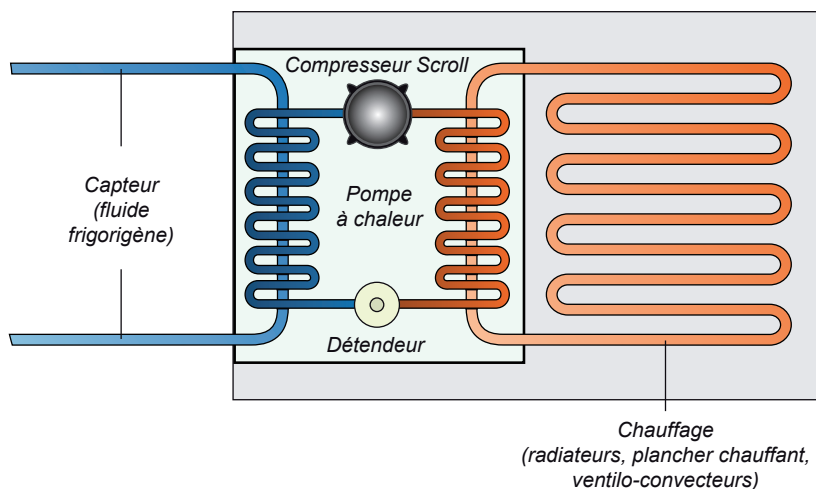 Compresseur Scroll
Capteur
(fluide
frigorigène)
Pompe
à chaleur
Détendeur
Chauffage
(radiateurs, plancher chauffant,
ventilo-convecteurs)